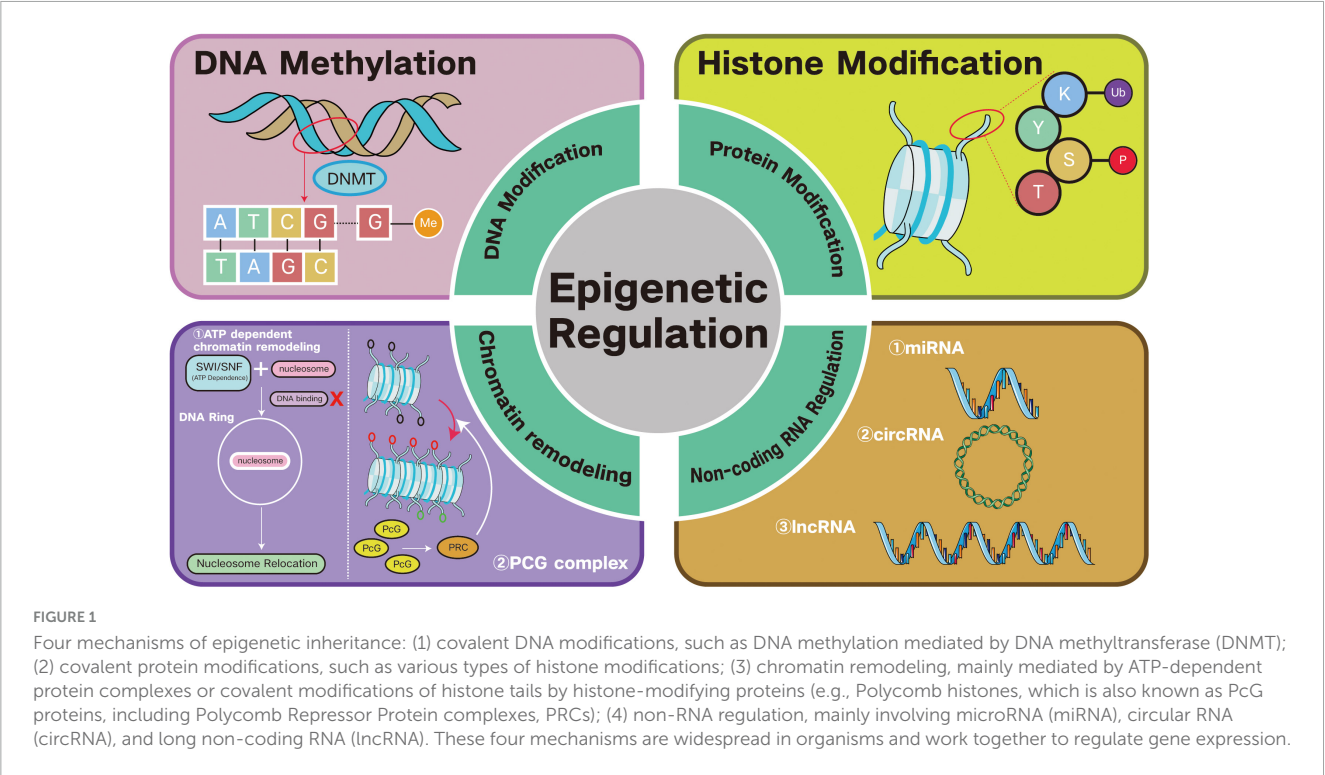 DNA Methylation
DNMT
A T C G G Me
T A G C
Histone Modification
K Ub
Y
S P
T
DNA Modification
Protein Modification
Epigenetic
Regulation
Chromatin remodeling
Non-coding RNA Regulation
①ATP dependent
chromatin remodeling
SWI/SNF
(ATP Dependence)
+
nucleosome
DNA binding X
DNA Ring
nucleosome
Nucleosome Relocation
PcG
PcG
PcG
PRC
②PCG complex
①miRNA
②circRNA
③lncRNA
FIGURE 1
Four mechanisms of epigenetic inheritance: (1) covalent DNA modifications, such as DNA methylation mediated by DNA methyltransferase (DNMT);
(2) covalent protein modifications, such as various types of histone modifications; (3) chromatin remodeling, mainly mediated by ATP-dependent
protein complexes or covalent modifications of histone tails by histone-modifying proteins (e.g., Polycomb histones, which is also known as PcG
proteins, including Polycomb Repressor Protein complexes, PRCs); (4) non-RNA regulation, mainly involving microRNA (miRNA), circular RNA
(circRNA), and long non-coding RNA (lncRNA). These four mechanisms are widespread in organisms and work together to regulate gene expression.